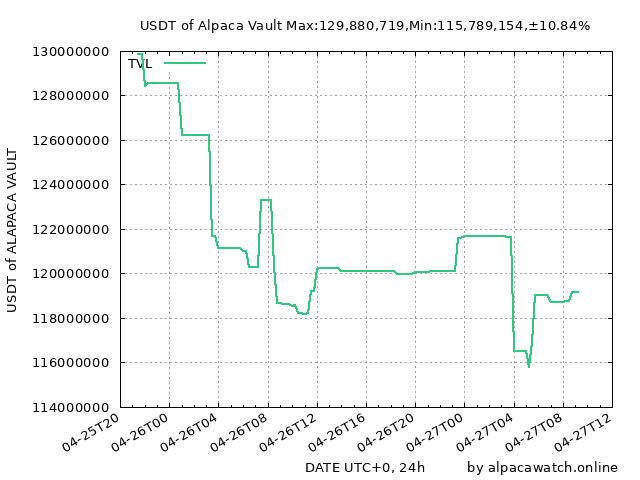 USDT of Alpaca Vault Max:129,880,719,Min:115,789,154,±10.84%
TVL
130000000
128000000
126000000
124000000
122000000
120000000
118000000
116000000
114000000
USDT of ALAPACA VAULT
04-25T20
04-26T00
04-26T04
04-26T08
04-26T12
04-26T16
04-26T20
04-27T00
04-27T04
04-27T08
04-27T12
DATE UTC+0, 24h
by alpacawatch.online